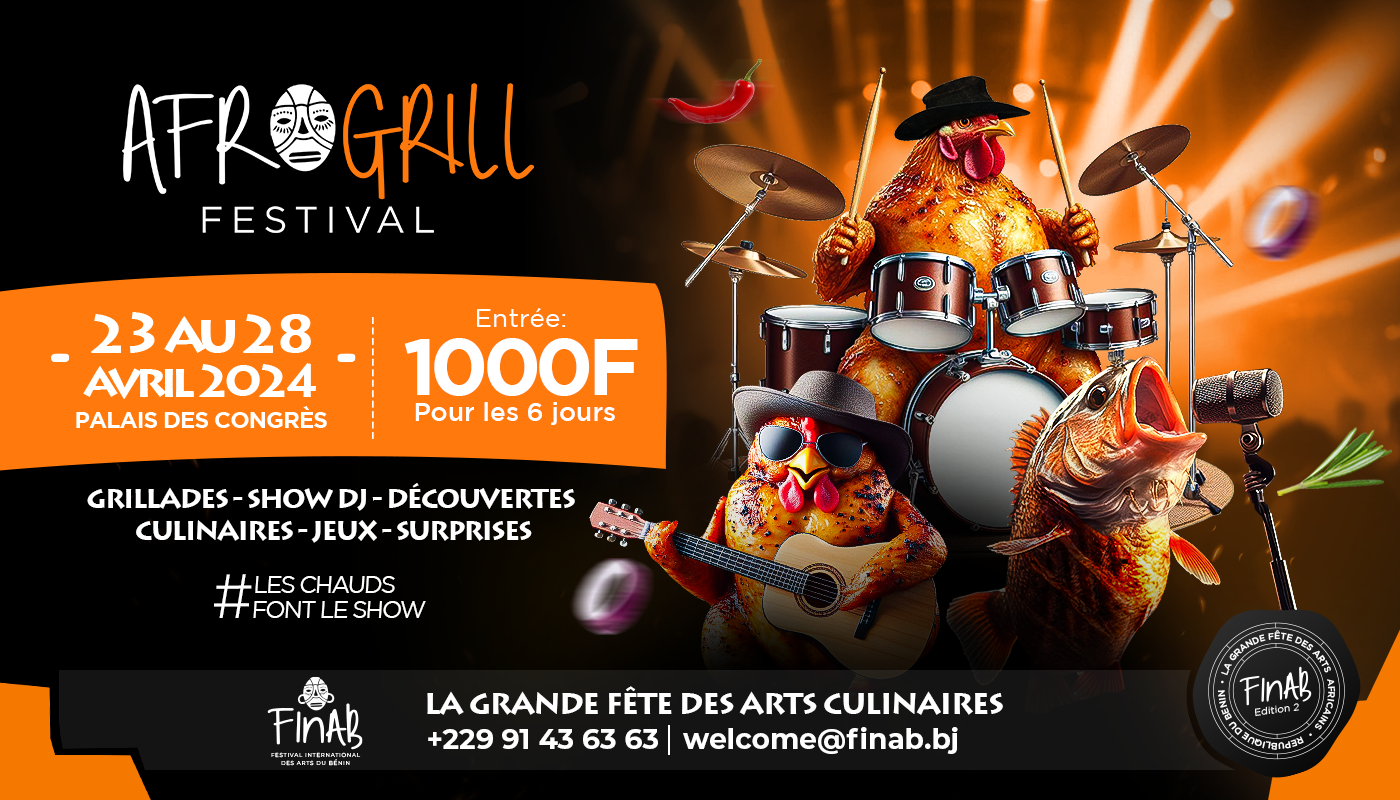 AFROGRILL
FESTIVAL
- 23 AU 28 -
AVRIL 2024
PALAIS DES CONGRÈS
Entrée:
1000F
Pour les 6 jours
GRILLADES - SHOW DJ - DÉCOUVERTES
CULINAIRES - JEUX - SURPRISES
#LES CHAUDS
FONT LE SHOW
FInAB
FESTIVAL INTERNATIONAL
DES ARTS DU BÉNIN
LA GRANDE FÊTE DES ARTS CULINAIRES
+229 91 43 63 63 | welcome@finab.bj
LA GRANDE FÊTE DES ARTS AFRICAINS • REPUBLIQUE DU BENIN •
FInAB
Edition 2